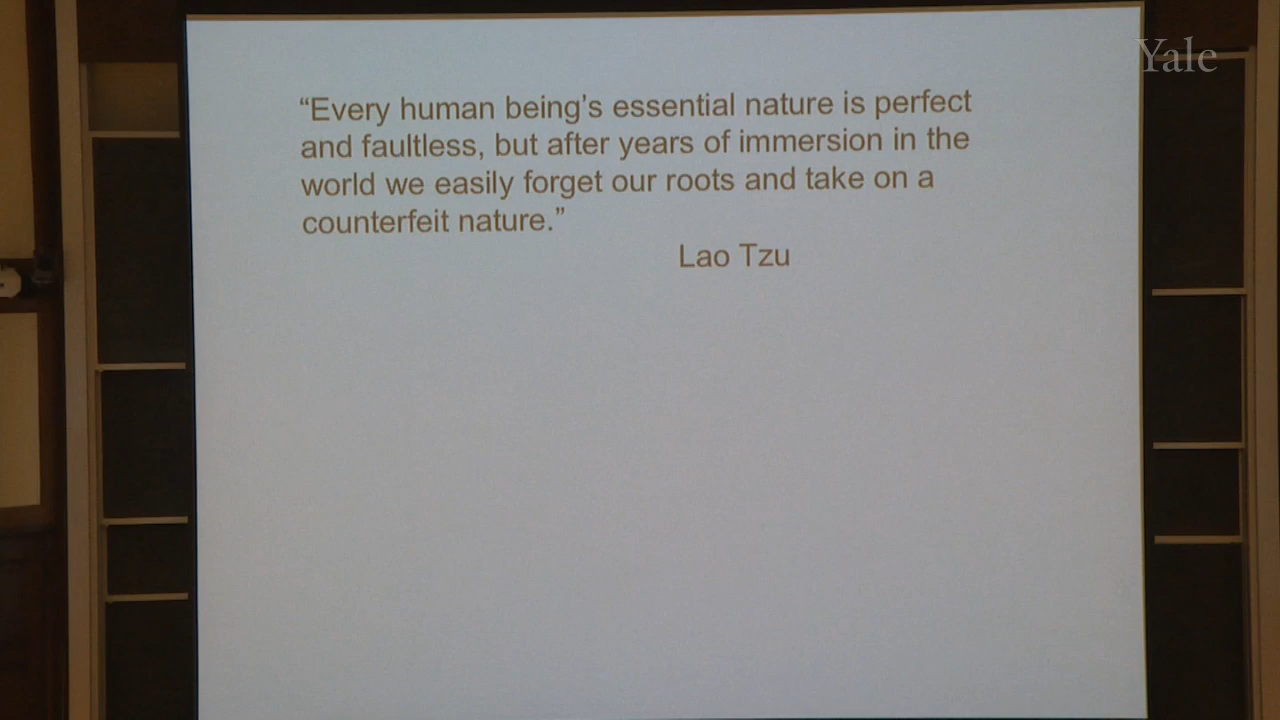 Yale
“Every human being’s essential nature is perfect
and faultless, but after years of immersion in the
world we easily forget our roots and take on a
counterfeit nature.”
Lao Tzu